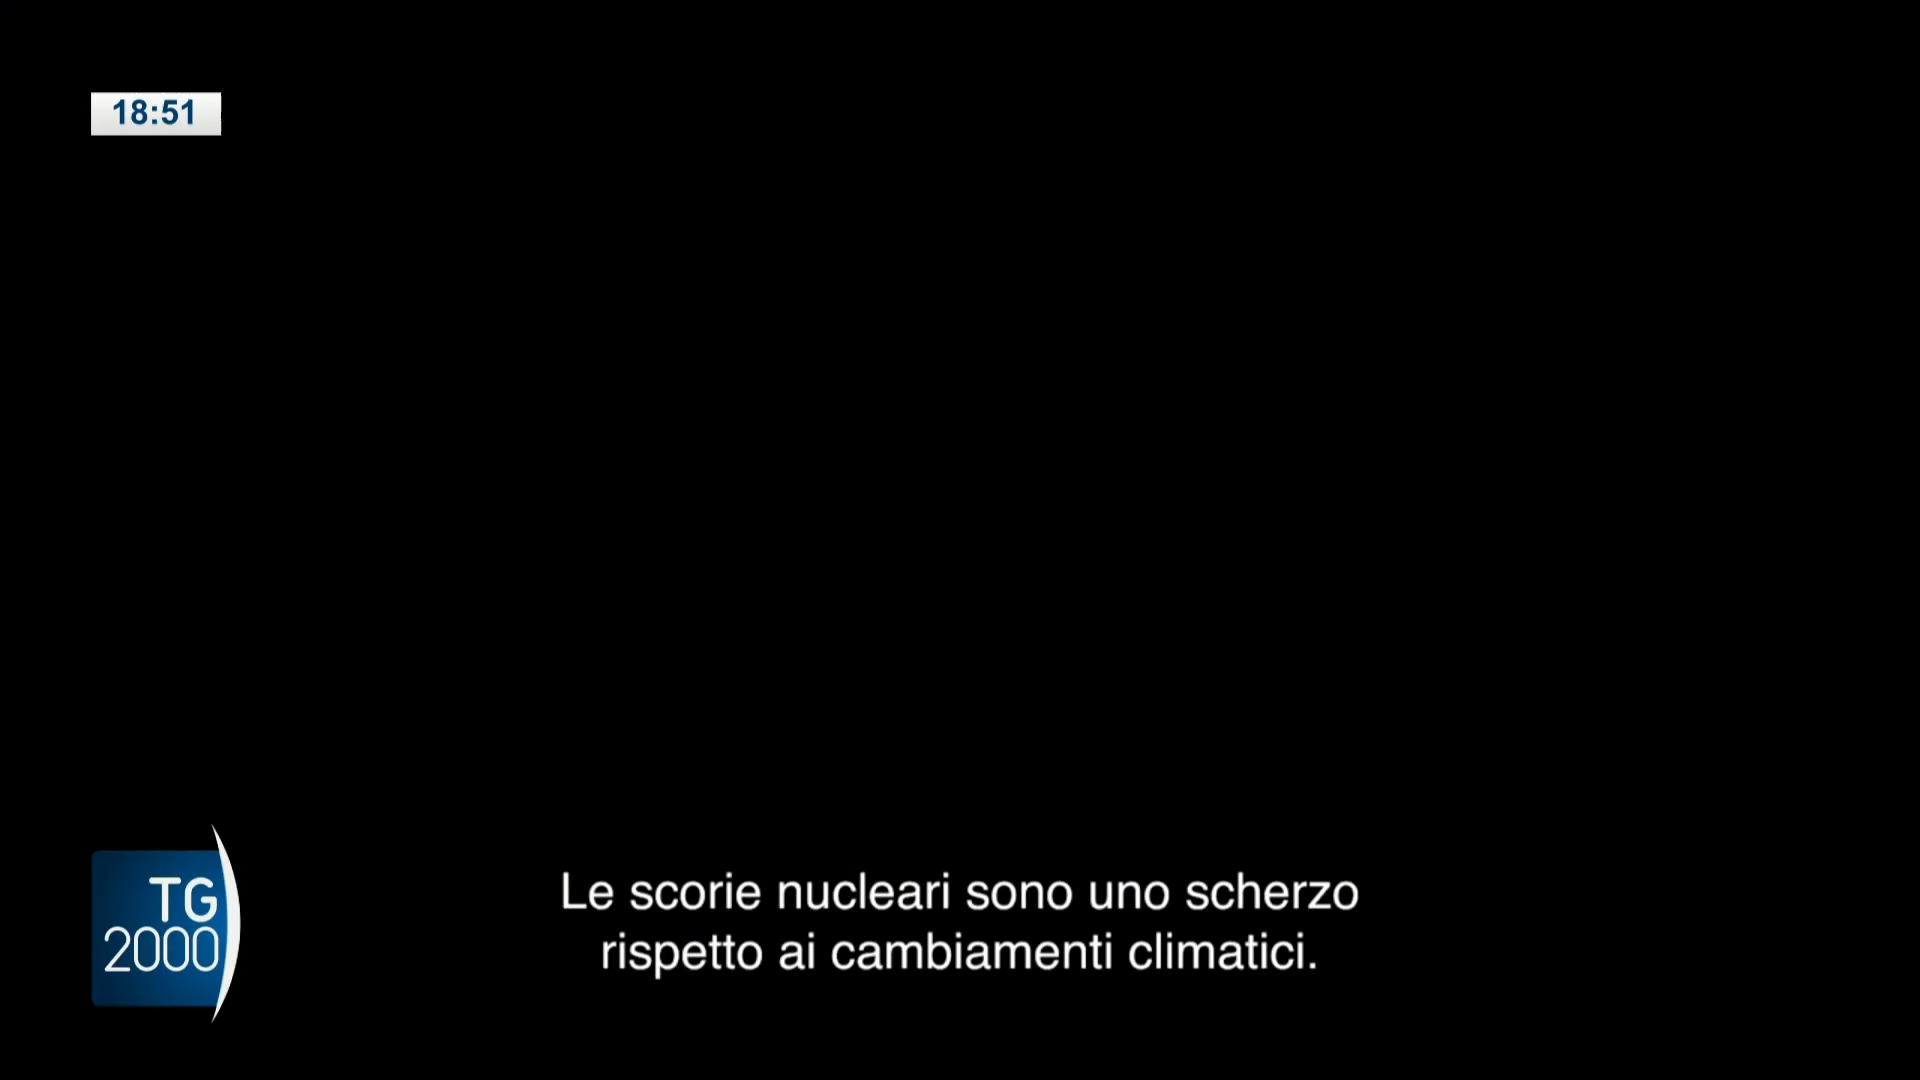 18:51
TG
2000
Le scorie nucleari sono uno scherzo
rispetto ai cambiamenti climatici.